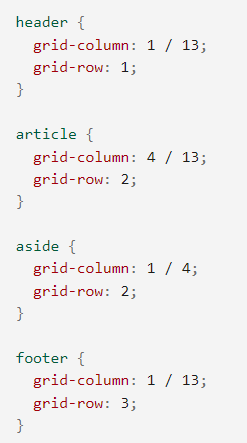 header {
  grid-column: 1 / 13;
  grid-row: 1;
}

article {
  grid-column: 4 / 13;
  grid-row: 2;
}

aside {
  grid-column: 1 / 4;
  grid-row: 2;
}

footer {
  grid-column: 1 / 13;
  grid-row: 3;
}